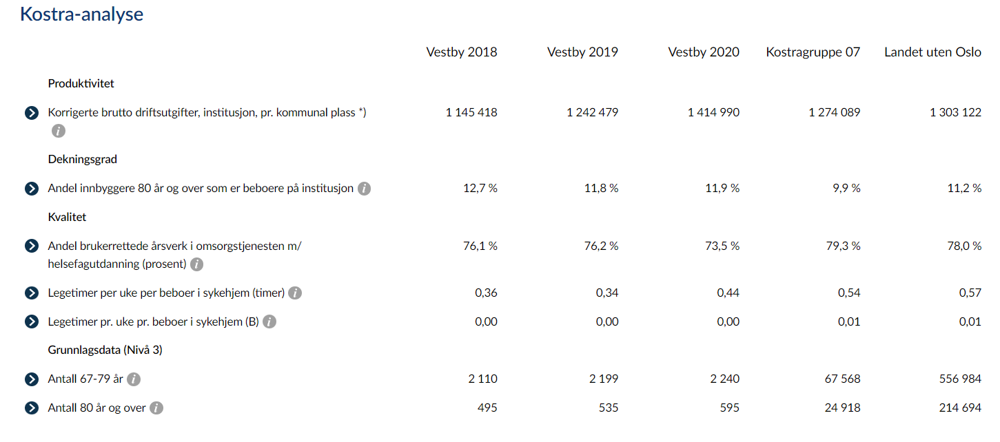 Kostra-analyse
Vestby 2018 Vestby 2019 Vestby 2020 Kostragruppe 07 Landet uten Oslo
Produktivitet
Korrigerte brutto driftsutgifter, institusjon, pr. kommunal plass *) 1 145 418 1 242 479 1 414 990 1 274 089 1 303 122
i
Dekningsgrad
Andel innbyggere 80 år og over som er beboere på institusjon i 12,7 % 11,8 % 11,9 % 9,9 % 11,2 %
Kvalitet
Andel brukerrettede årsverk i omsorgstjenesten m/ 76,1 % 76,2 % 73,5 % 79,3 % 78,0 %
helsefagutdanning (prosent) i
Legetimer per uke per beboer i sykehjem (timer) i 0,36 0,34 0,44 0,54 0,57
Legetimer pr. uke pr. beboer i sykehjem (B) i 0,00 0,00 0,00 0,01 0,01
Grunnlagsdata (Nivå 3)
Antall 67-79 år i 2 110 2 199 2 240 67 568 556 984
Antall 80 år og over i 495 535 595 24 918 214 694